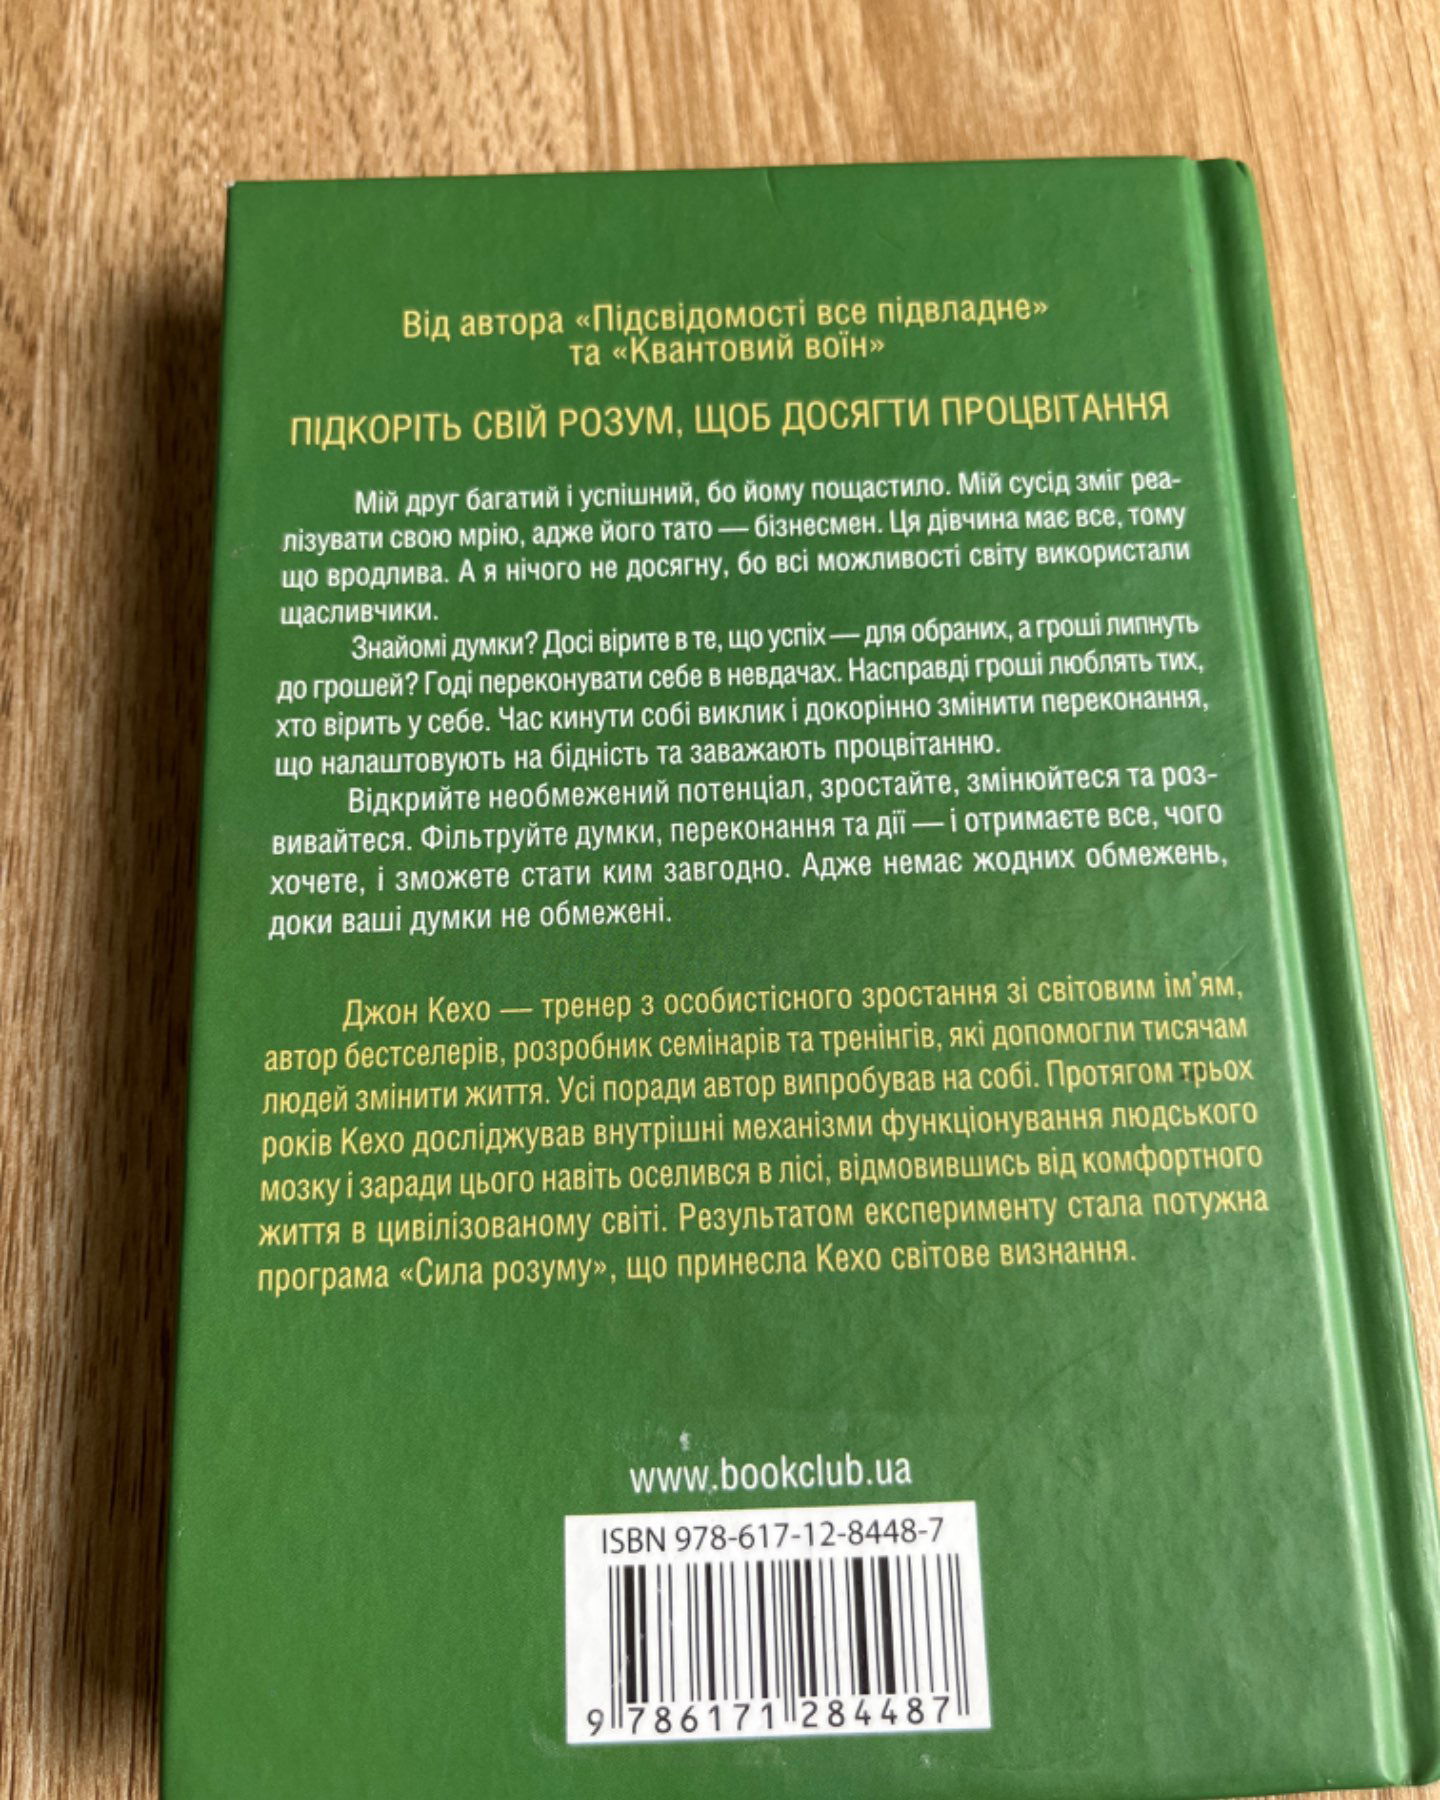 Від автора «Підсвідомості все підвладне»
та «Квантовий воїн»
ПІДКОРІТЬ СВІЙ РОЗУМ, ЩОБ ДОСЯГТИ ПРОЦВІТАННЯ
Мій друг багатий і успішний, бо йому пощастило. Мій сусід зміг реа-
лізувати свою мрію, адже його тато — бізнесмен. Ця дівчина має все, тому
що вродлива. А я нічого не досягну, бо всі можливості світу використали
щасливчики.
Знайомі думки? Досі вірите в те, що успіх — для обраних, а гроші липнуть
до грошей? Годі переконувати себе в невдачах. Насправді гроші люблять тих,
хто вірить у себе. Час кинути собі виклик і докорінно змінити переконання,
що налаштовують на бідність та заважають процвітанню.
Відкрийте необмежений потенціал, зростайте, змінюйтеся та роз-
вивайтеся. Фільтруйте думки, переконання та дії — і отримаєте все, чого
хочете, і зможете стати ким завгодно. Адже немає жодних обмежень,
доки ваші думки не обмежені.
Джон Кехо — тренер з особистісного зростання зі світовим ім’ям,
автор бестселерів, розробник семінарів та тренінгів, які допомогли тисячам
людей змінити життя. Усі поради автор випробував на собі. Протягом трьох
років Кехо досліджував внутрішні механізми функціонування людського
мозку і заради цього навіть оселився в лісі, відмовившись від комфортного
життя в цивілізованому світі. Результатом експерименту стала потужна
програма «Сила розуму», що принесла Кехо світове визнання.
www.bookclub.ua
ISBN 978-617-12-8448-7
9 786171 284487